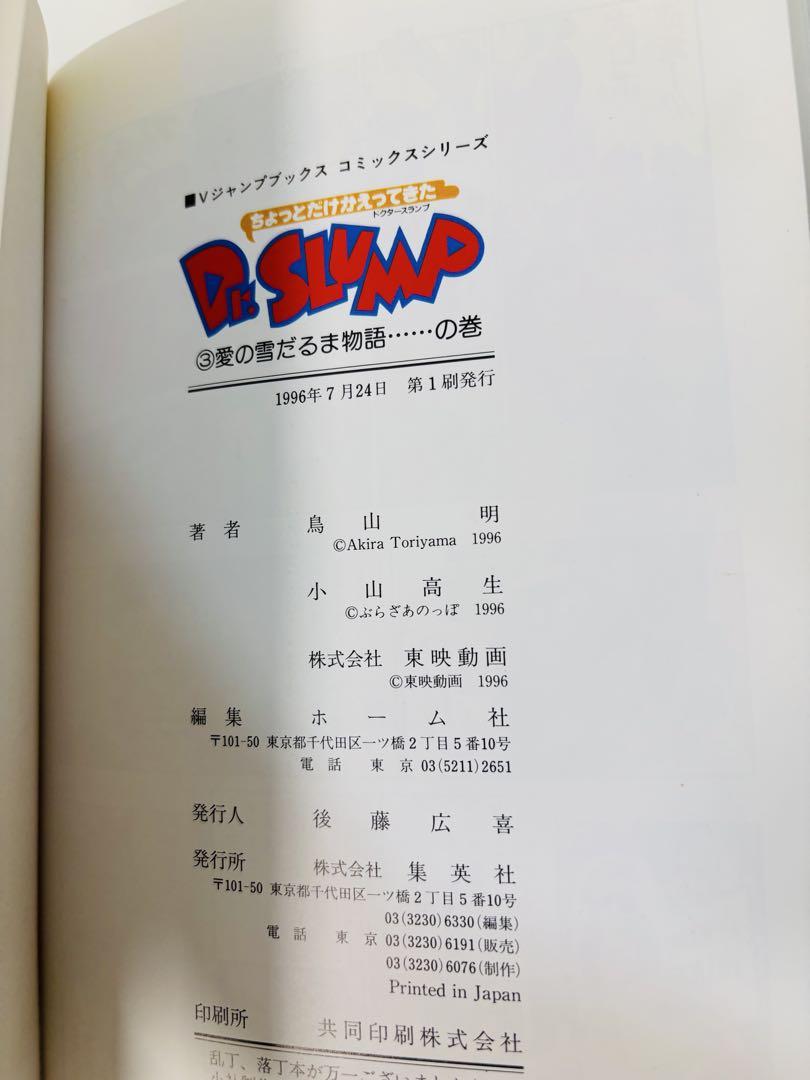 ■Vジャンプブックス コミックスシリーズ
ちょっとだけかえってきた
ドクタースランプ
Dr.SLUMP
③愛の雪だるま物語……の巻
1996年7月24日 第1刷発行
著者 鳥山 明
©Akira Toriyama 1996
小山高生
©ぶらざあのっぽ 1996
株式会社 東映動画
©東映動画 1996
編集 ホーム社
〒101-50 東京都千代田区一ツ橋2丁目5番10号
電話 東京 03(5211)2651
発行人 後藤広喜
発行所 株式会社 集英社
〒101-50 東京都千代田区一ツ橋2丁目5番10号
03(3230)6330(編集)
電話 東京 03(3230)6191(販売)
03(3230)6076(制作)
Printed in Japan
印刷所 共同印刷株式会社
乱丁、落丁本が万一ございましたら